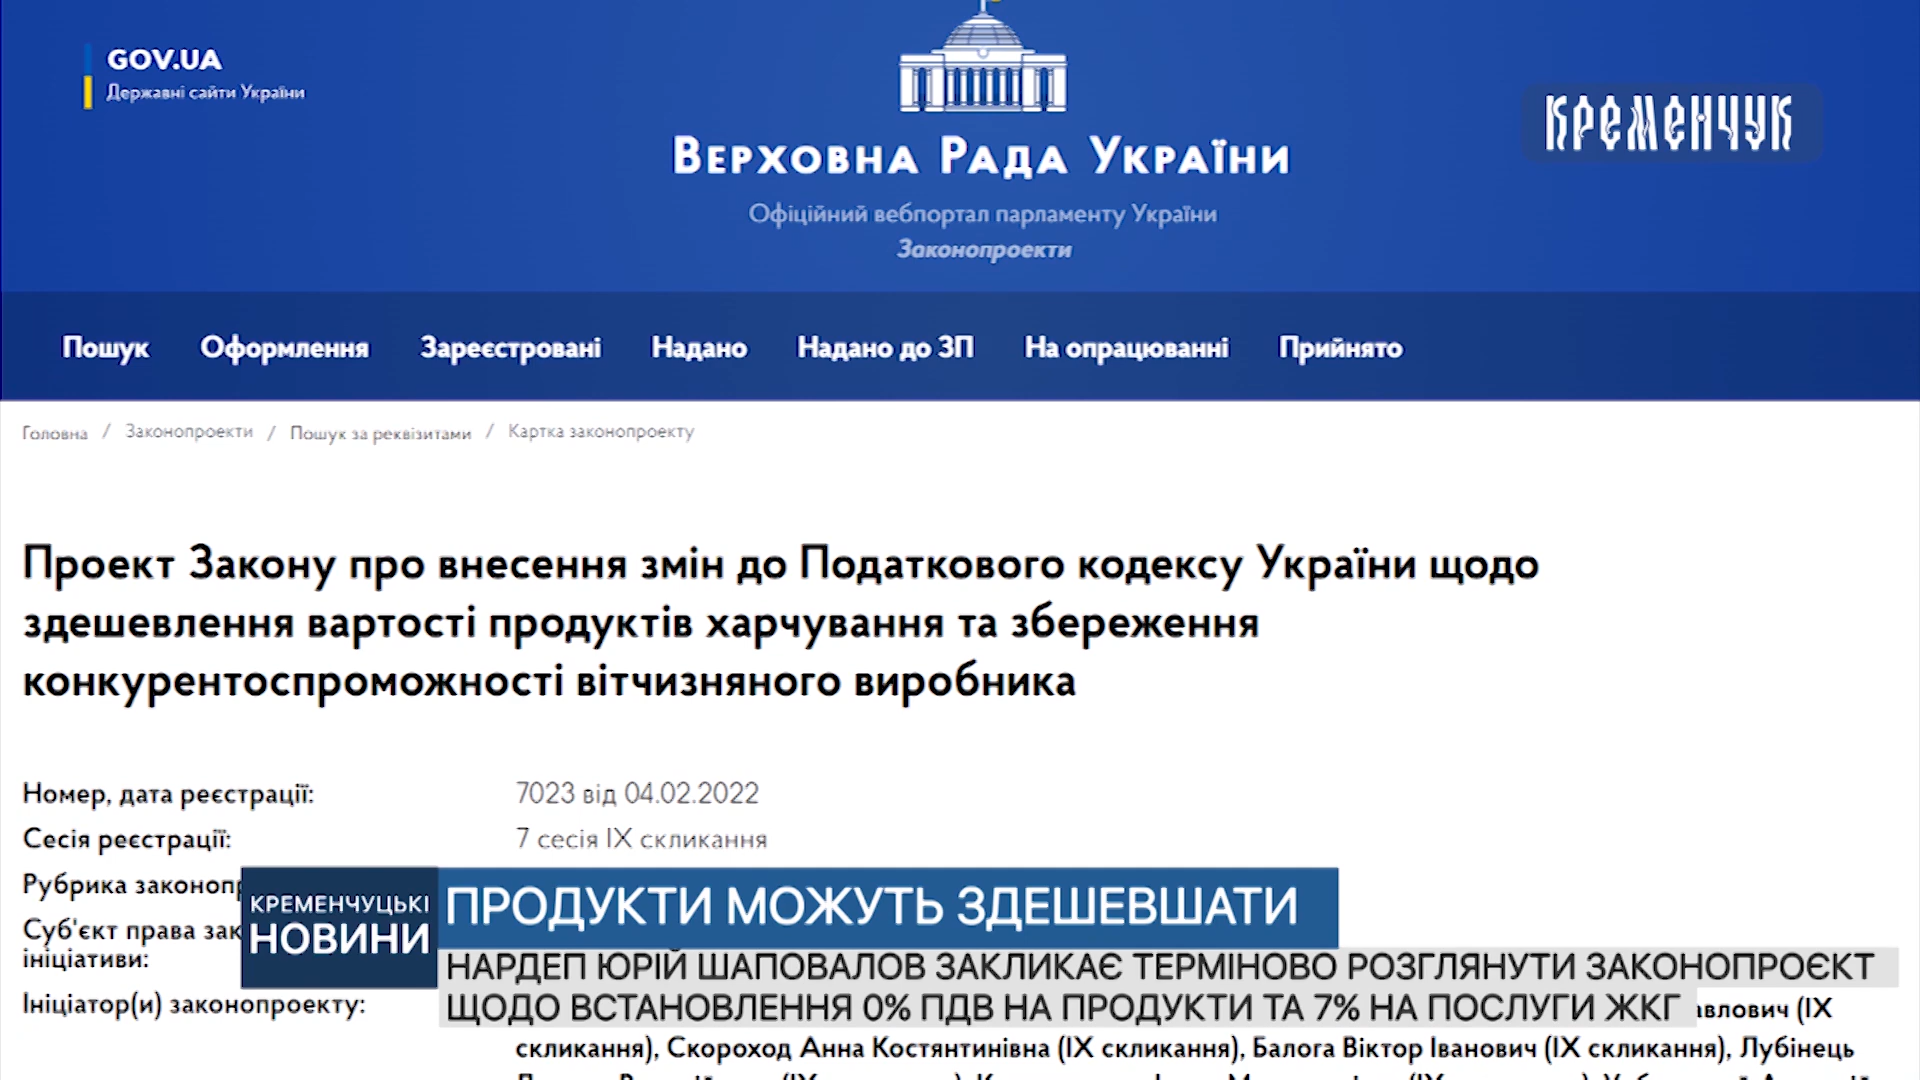 GOV.UA
Державні сайти України
КРЕМЕНЧУК
Верховна Рада України
Офіційний вебпортал парламенту України
Законопроекти
Пошук Оформлення Зареєстровані Надано Надано до ЗП На опрацюванні Прийнято
Головна / Законопроекти / Пошук за реквізитами / Картка законопроекту
Проект Закону про внесення змін до Податкового кодексу України щодо
здешевлення вартості продуктів харчування та збереження
конкурентоспроможності вітчизняного виробника
Номер, дата реєстрації: 7023 від 04.02.2022
Сесія реєстрації: 7 сесія IX скликання
Рубрика
Суб'єкт права
ініціативи:
Ініціатор(и) законопроекту:
КРЕМЕНЧУЦЬКІ
НОВИНИ
ПРОДУКТИ МОЖУТЬ ЗДЕШЕВШАТИ
НАРДЕП ЮРІЙ ШАПОВАЛОВ ЗАКЛИКАЄ ТЕРМІНОВО РОЗГЛЯНУТИ ЗАКОНОПРОЄКТ
ЩОДО ВСТАНОВЛЕННЯ 0% ПДВ НА ПРОДУКТИ ТА 7% НА ПОСЛУГИ ЖКГ
(IX
скликання), Скороход Анна Костянтинівна (IX скликання), Балога Віктор Іванович (IX скликання), Лубінець